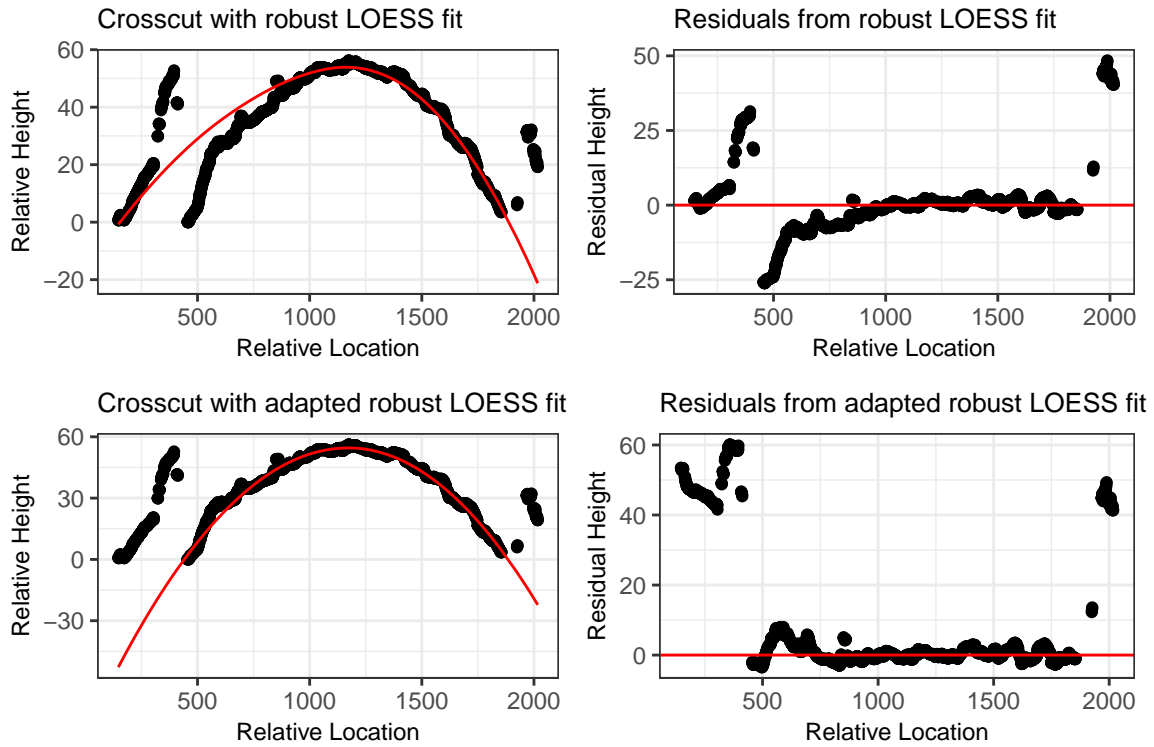 Crosscut with robust LOESS fit
Relative Height
60
40
20
0
−20
500 1000 1500 2000
Relative Location
Residuals from robust LOESS fit
Residual Height
50
25
0
−25
500 1000 1500 2000
Relative Location
Crosscut with adapted robust LOESS fit
Relative Height
60
30
0
−30
500 1000 1500 2000
Relative Location
Residuals from adapted robust LOESS fit
Residual Height
60
40
20
0
500 1000 1500 2000
Relative Location